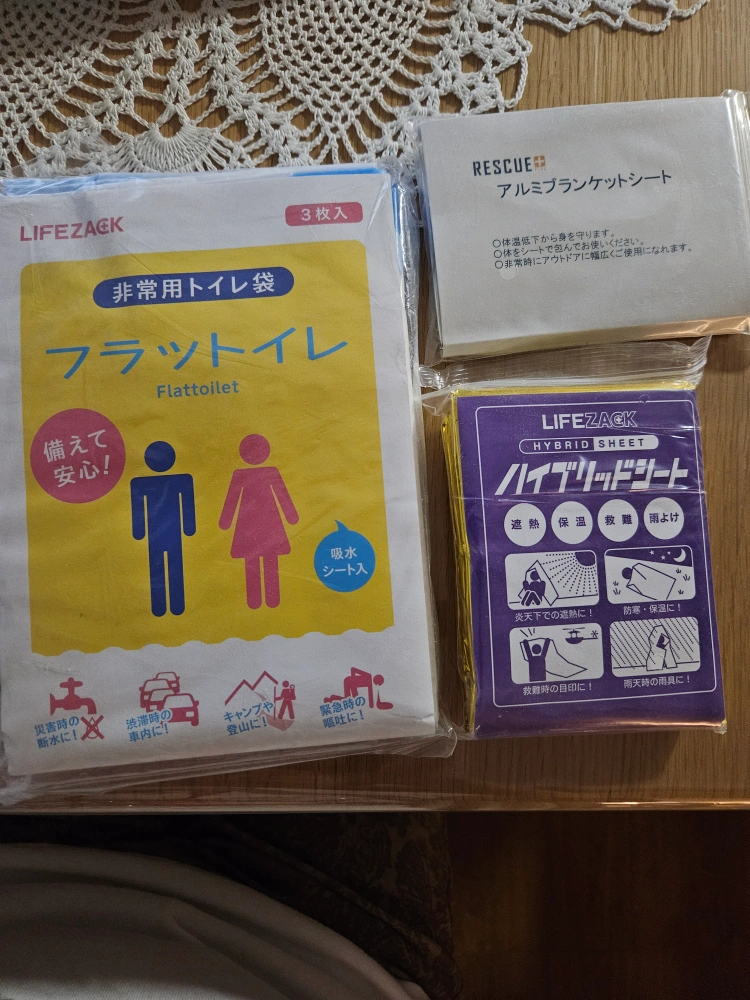 LIFEZACK
3枚入
非常用トイレ袋
フラットイレ
Flattoilet
備えて
安心!
吸水
シート入
災害時の
断水に!
渋滞時の
車内に!
キャンプや
登山に!
緊急時の
嘔吐に!
RESCUE
アルミブランケットシート
○体温低下から身を守ります。
○体をシートで包んでお使いください。
○非常時にアウトドアに幅広くご使用になれます。
LIFEZACK
HYBRID SHEET
ハイブリッドシート
遮熱
保温
救難
雨よけ
炎天下での遮熱に!
防寒・保温に!
救難時の目印に!
雨天時の雨具に!